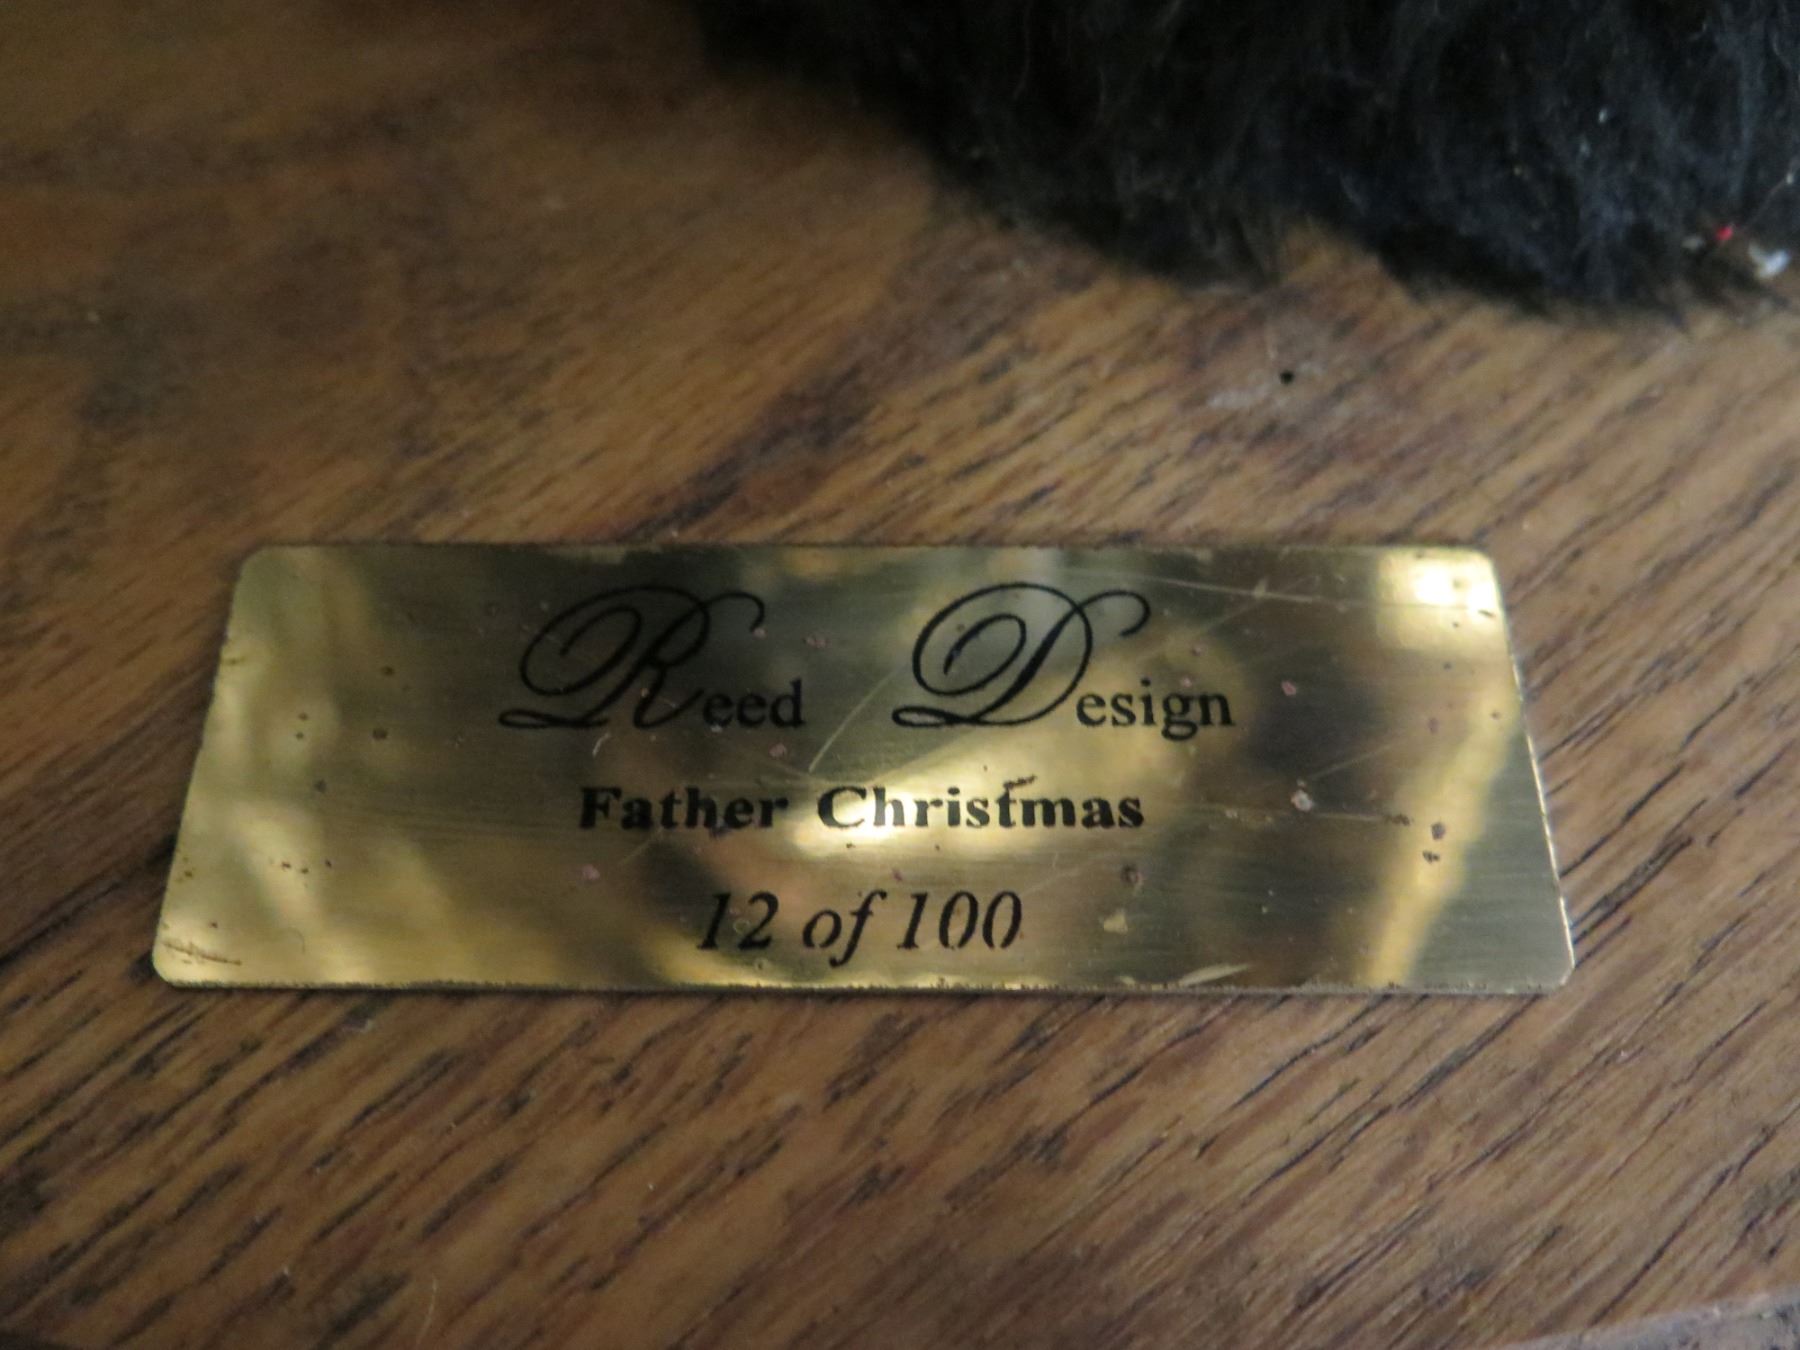 Reed Design
Father Christmas
12 of 100